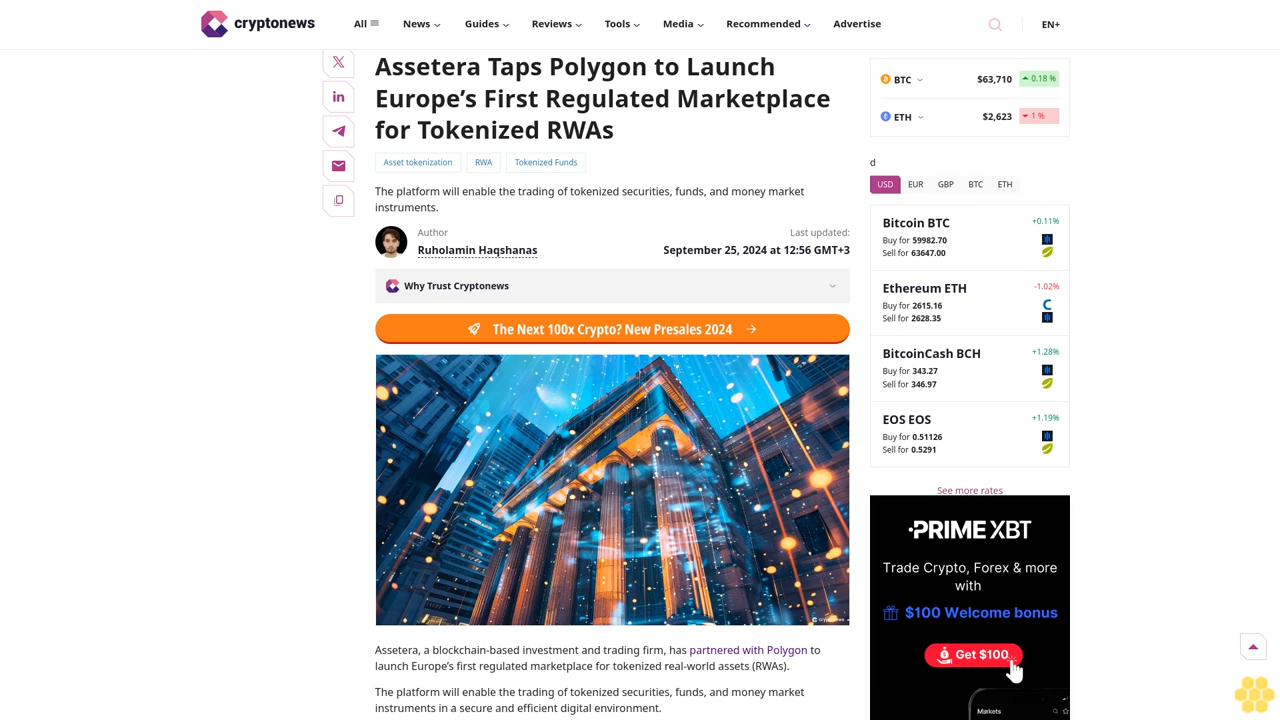 cryptonews
All
News
Guides
Reviews
Tools
Media
Recommended
Advertise
EN+
Assetera Taps Polygon to Launch
Europe’s First Regulated Marketplace
for Tokenized RWAs
Asset tokenization
RWA
Tokenized Funds
The platform will enable the trading of tokenized securities, funds, and money market
instruments.
Author
Ruholamin Haqshanas
Last updated:
September 25, 2024 at 12:56 GMT+3
Why Trust Cryptonews
The Next 100x Crypto? New Presales 2024
cryptonews
Assetera, a blockchain-based investment and trading firm, has partnered with Polygon to
launch Europe’s first regulated marketplace for tokenized real-world assets (RWAs).
The platform will enable the trading of tokenized securities, funds, and money market
instruments in a secure and efficient digital environment.
BTC $63,710 0.18 %
ETH $2,623 1 %
d
USD EUR GBP BTC ETH
Bitcoin BTC +0.11%
Buy for 59982.70
Sell for 63647.00
Ethereum ETH -1.02%
Buy for 2615.16
Sell for 2628.35
BitcoinCash BCH +1.28%
Buy for 343.27
Sell for 346.97
EOS EOS +1.19%
Buy for 0.51126
Sell for 0.5291
See more rates
PRIME XBT
Trade Crypto, Forex & more
with
$100 Welcome bonus
Get $100
Markets